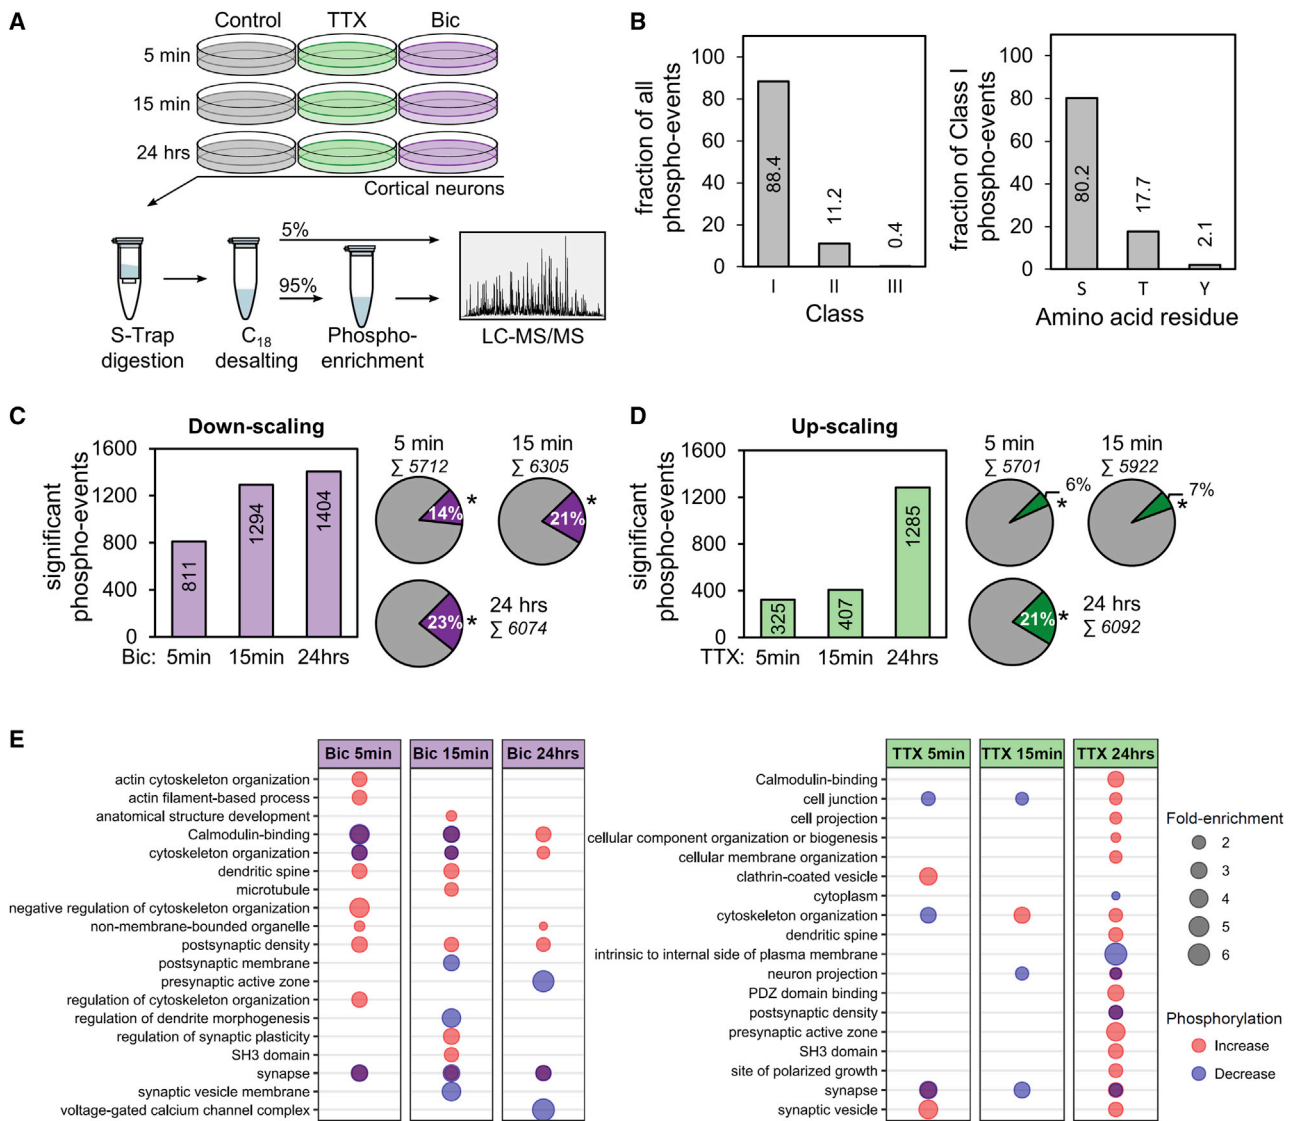 A
Control TTX Bic
5 min
15 min
24 hrs
Cortical neurons
5%
95%
S-Trap
digestion
C18
desalting
Phospho-
enrichment
LC-MS/MS
B
fraction of all
phospho-events
100
80
60
40
20
0
88.4
11.2
0.4
I II III
Class
fraction of Class I
phospho-events
100
80
60
40
20
0
80.2
17.7
2.1
S T Y
Amino acid residue
C
Down-scaling
significant
phospho-events
1600
1200
800
400
0
811
1294
1404
Bic: 5min 15min 24hrs
5 min
∑ 5712
14%
*
15 min
∑ 6305
21%
*
23%
*
24 hrs
∑ 6074
D
Up-scaling
significant
phospho-events
1600
1200
800
400
0
325
407
1285
TTX: 5min 15min 24hrs
5 min
∑ 5701
6%
*
15 min
∑ 5922
7%
*
21%
*
24 hrs
∑ 6092
E
Bic 5min Bic 15min Bic 24hrs
actin cytoskeleton organization
actin filament-based process
anatomical structure development
Calmodulin-binding
cytoskeleton organization
dendritic spine
microtubule
negative regulation of cytoskeleton organization
non-membrane-bounded organelle
postsynaptic density
postsynaptic membrane
presynaptic active zone
regulation of cytoskeleton organization
regulation of dendrite morphogenesis
regulation of synaptic plasticity
SH3 domain
synapse
synaptic vesicle membrane
voltage-gated calcium channel complex
TTX 5min TTX 15min TTX 24hrs
Calmodulin-binding
cell junction
cell projection
cellular component organization or biogenesis
cellular membrane organization
clathrin-coated vesicle
cytoplasm
cytoskeleton organization
dendritic spine
intrinsic to internal side of plasma membrane
neuron projection
PDZ domain binding
postsynaptic density
presynaptic active zone
SH3 domain
site of polarized growth
synapse
synaptic vesicle
Fold-enrichment
2
3
4
5
6
Phosphorylation
Increase
Decrease